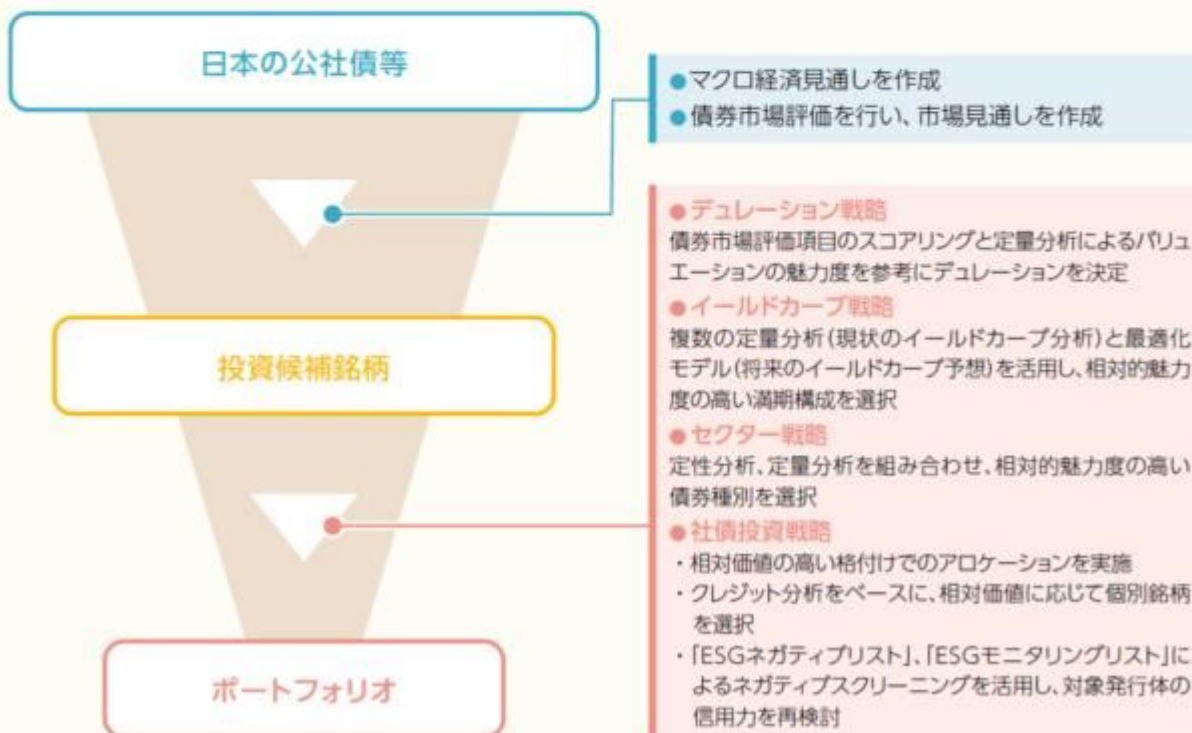 日本の公社債等
●マクロ経済見通しを作成
●債券市場評価を行い、市場見通しを作成
●デュレーション戦略
債券市場評価項目のスコアリングと定量分析によるバリュ
エーションの魅力度を参考にデュレーションを決定
●イールドカーブ戦略
複数の定量分析(現状のイールドカーブ分析)と最適化
モデル(将来のイールドカーブ予想)を活用し、相対的魅力
度の高い満期構成を選択
●セクター戦略
定性分析、定量分析を組み合わせ、相対的魅力度の高い
債券種別を選択
●社債投資戦略
・相対価値の高い格付けでのアロケーションを実施
・クレジット分析をベースに、相対価値に応じて個別銘柄
を選択
・「ESGネガティブリスト」、「ESGモニタリングリスト」に
よるネガティブスクリーニングを活用し、対象発行体の
信用力を再検討
投資候補銘柄
ポートフォリオ